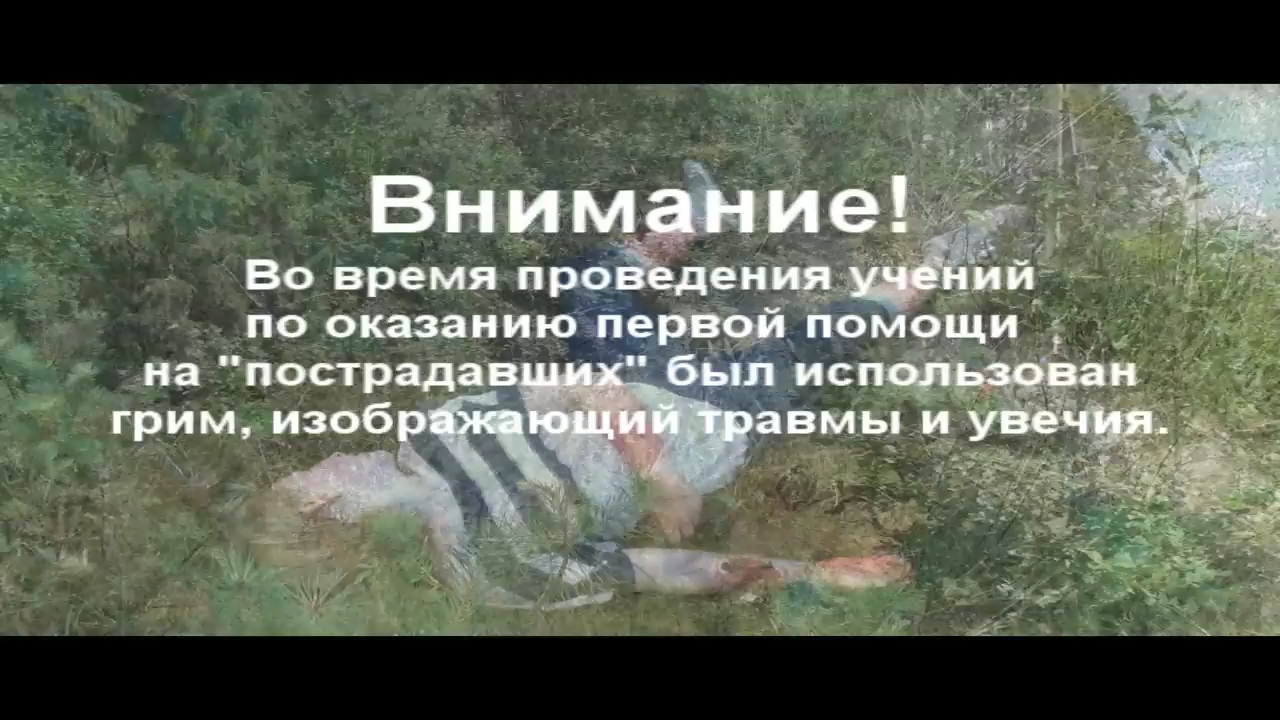 Внимание!
Во время проведения учений
по оказанию первой помощи
на "пострадавших" был использован
грим, изображающий травмы и увечия.